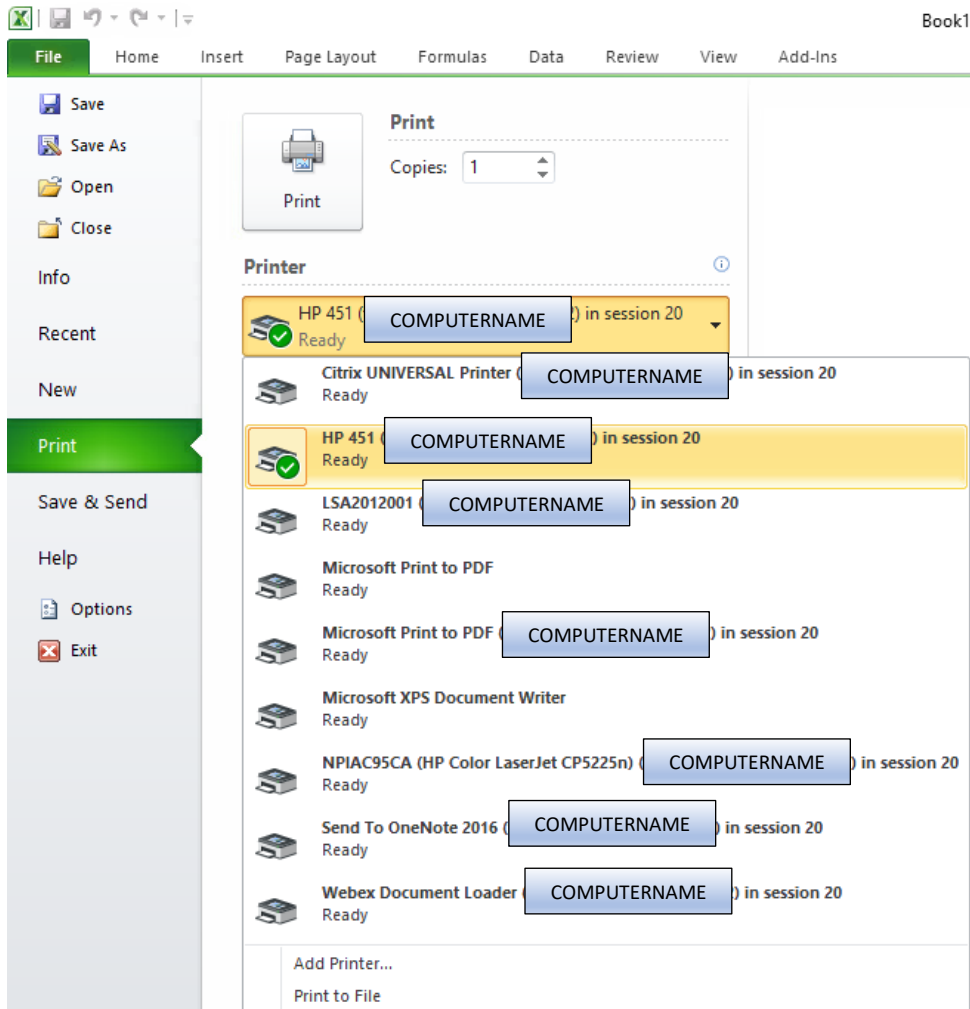 Book1
File Home Insert Page Layout Formulas Data Review View Add-Ins
Save
Save As
Open
Close
Info
Recent
New
Print
Save & Send
Help
Options
Exit
Print
Print
Copies: 1
Printer
HP 451 ( COMPUTERNAME 2) in session 20
Ready
Citrix UNIVERSAL Printer ( COMPUTERNAME ) in session 20
Ready
HP 451 ( COMPUTERNAME ) in session 20
Ready
LSA2012001 ( COMPUTERNAME ) in session 20
Ready
Microsoft Print to PDF
Ready
Microsoft Print to PDF ( COMPUTERNAME ) in session 20
Ready
Microsoft XPS Document Writer
Ready
NPIAC95CA (HP Color LaserJet CP5225n) ( COMPUTERNAME ) in session 20
Ready
Send To OneNote 2016 ( COMPUTERNAME ) in session 20
Ready
Webex Document Loader ( COMPUTERNAME ) in session 20
Ready
Add Printer...
Print to File